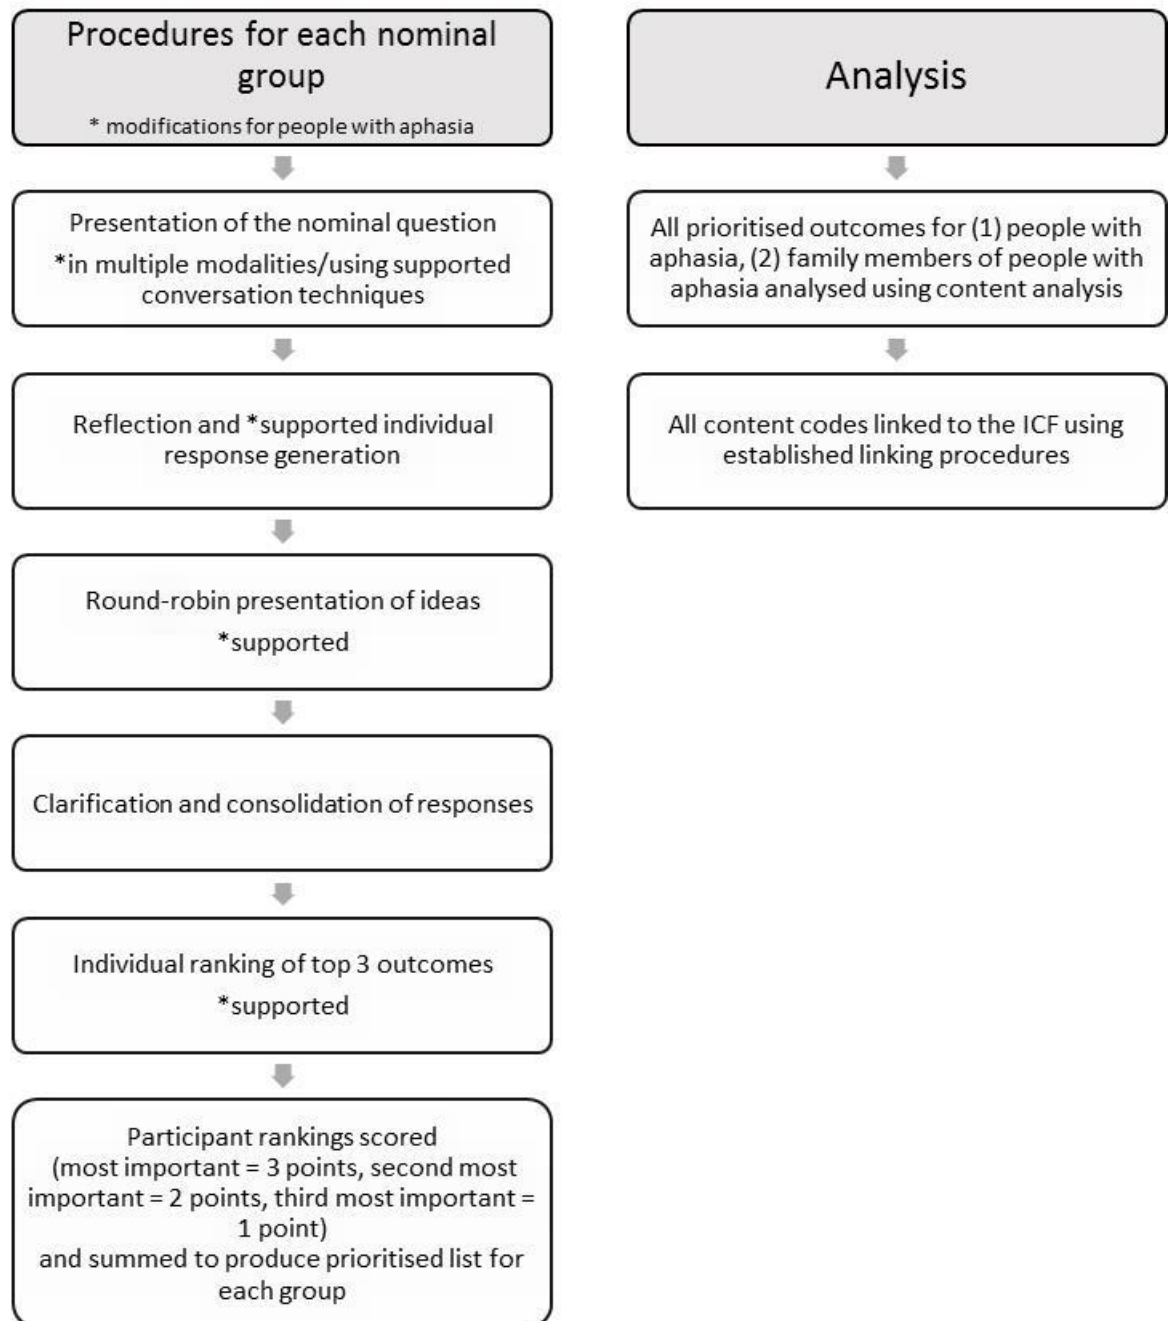 Procedures for each nominal
group
* modifications for people with aphasia
Presentation of the nominal question
*in multiple modalities/using supported
conversation techniques
Reflection and *supported individual
response generation
Round-robin presentation of ideas
*supported
Clarification and consolidation of responses
Individual ranking of top 3 outcomes
*supported
Participant rankings scored
(most important = 3 points, second most
important = 2 points, third most important =
1 point)
and summed to produce prioritised list for
each group
Analysis
All prioritised outcomes for (1) people with
aphasia, (2) family members of people with
aphasia analysed using content analysis
All content codes linked to the ICF using
established linking procedures